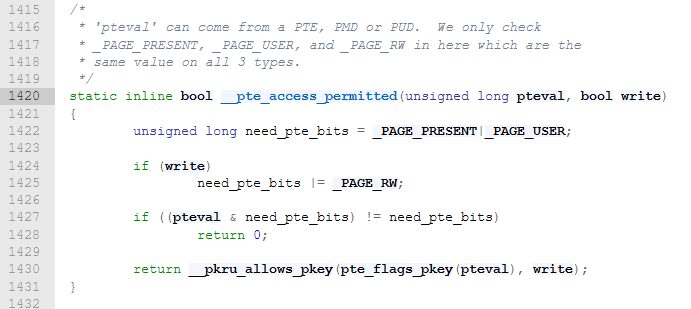 1415 /*
1416  * 'pteval' can come from a PTE, PMD or PUD.  We only check
1417  * _PAGE_PRESENT, _PAGE_USER, and _PAGE_RW in here which are the
1418  * same value on all 3 types.
1419  */
1420 static inline bool __pte_access_permitted(unsigned long pteval, bool write)
1421 {
1422         unsigned long need_pte_bits = _PAGE_PRESENT|_PAGE_USER;
1423
1424         if (write)
1425                 need_pte_bits |= _PAGE_RW;
1426
1427         if ((pteval & need_pte_bits) != need_pte_bits)
1428                 return 0;
1429
1430         return __pkru_allows_pkey(pte_flags_pkey(pteval), write);
1431 }
1432